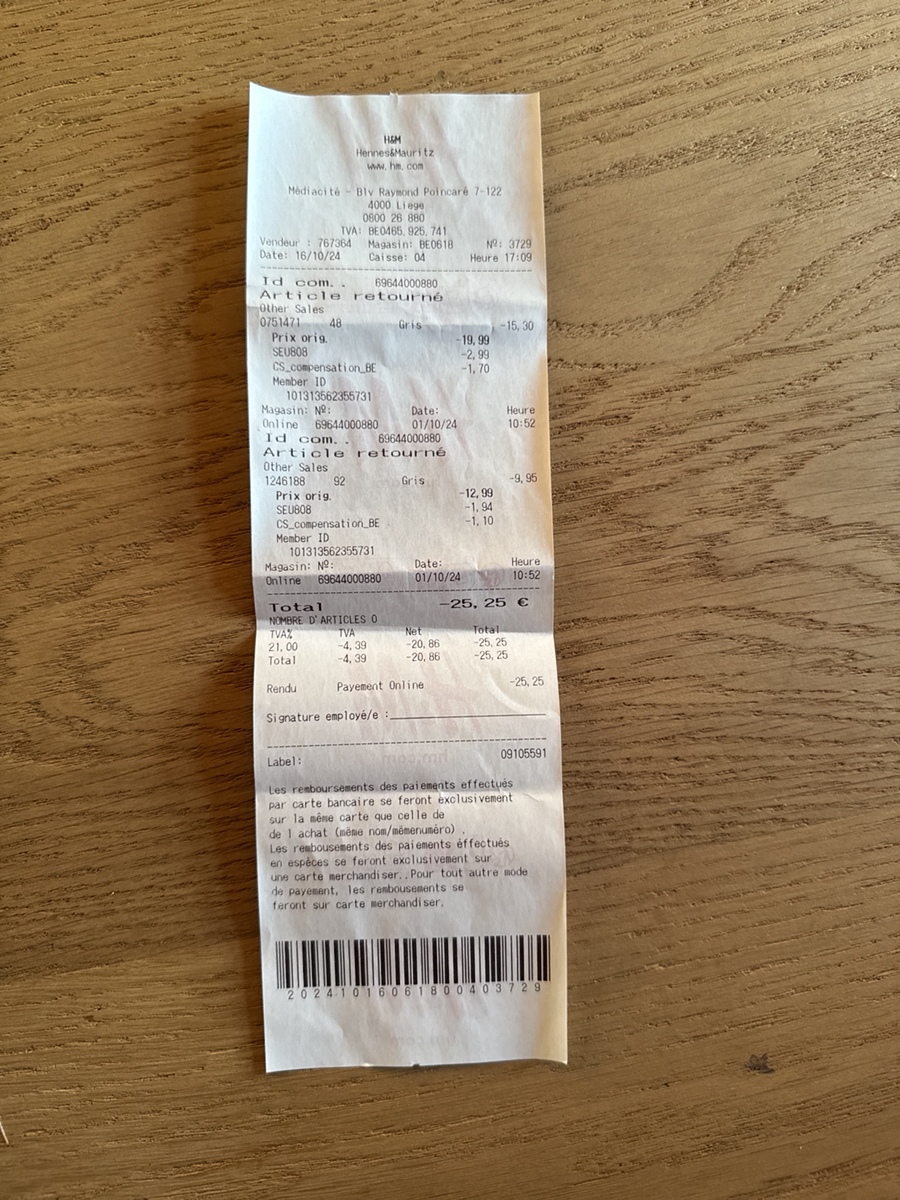 H&M
Hennes&Mauritz
www.hm.com
Médiacité - Blv Raymond Poincaré 7-122
4000 Liege
0800 26 880
TVA: BE0465.925.741
Vendeur : 767364 Magasin: BE0618 Nº: 3729
Date: 16/10/24 Caisse: 04 Heure 17:09
Id com.. 69644000880
Article retourné
Other Sales
0751471 48 Gris -15,30
Prix orig. -19,99
SEU808 -2,99
CS_compensation_BE -1,70
Member ID
101313562355731
Magasin: Nº: Date: Heure
Online 69644000880 01/10/24 10:52
Id com.. 69644000880
Article retourné
Other Sales
1246188 92 Gris -9,95
Prix orig. -12,99
SEU808 -1,94
CS_compensation_BE -1,10
Member ID
101313562355731
Magasin: Nº: Date: Heure
Online 69644000880 01/10/24 10:52
Total -25,25 €
NOMBRE D'ARTICLES 0
TVA% TVA Net Total
21,00 -4,39 -20,86 -25,25
Total -4,39 -20,86 -25,25
Rendu Payement Online -25,25
Signature employé/e :
Label: 09105591
Les remboursements des paiements effectués
par carte bancaire se feront exclusivement
sur la même carte que celle de
de l achat (même nom/mêmenuméro) .
Les rembousements des paiements éffectués
en espèces se feront exclusivement sur
une carte merchandiser..Pour tout autre mode
de payement, les rembousements se
feront sur carte merchandiser.
20241016061800403729